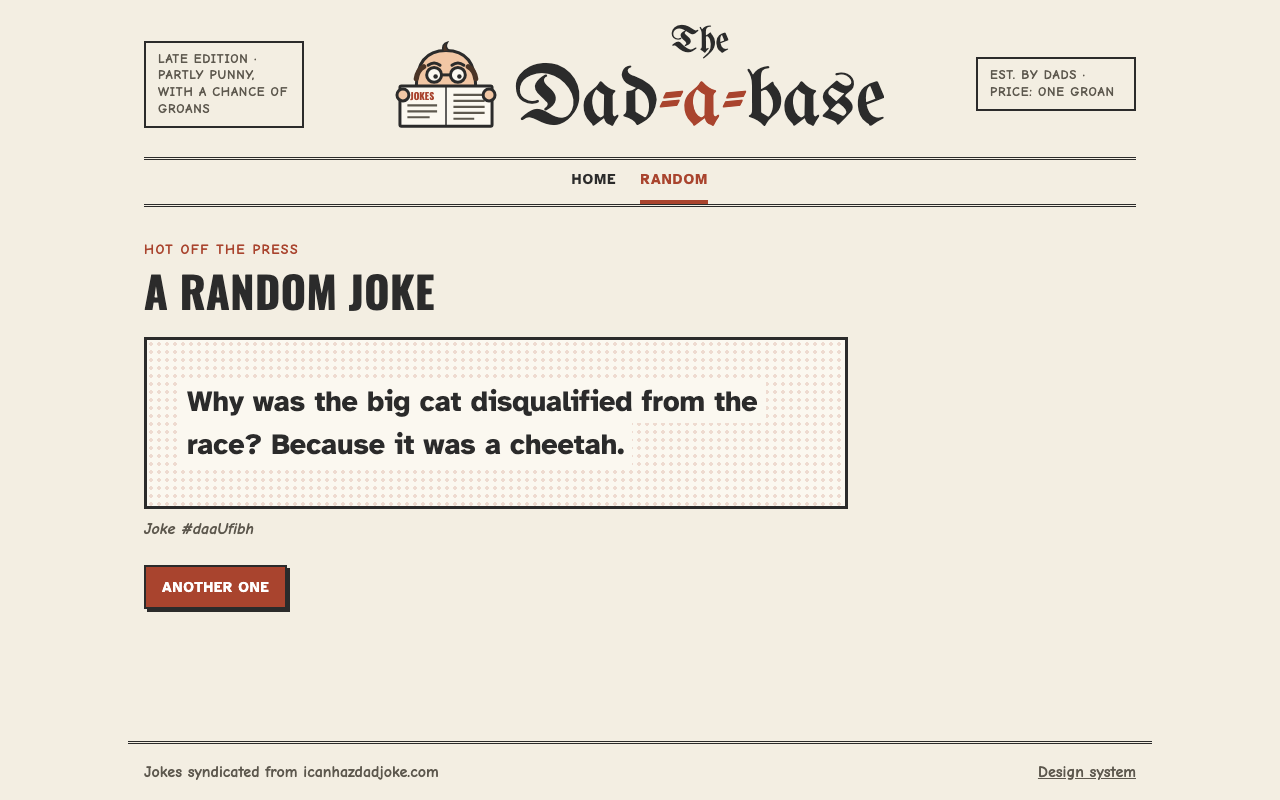 LATE EDITION ·
PARTLY PUNNY,
WITH A CHANCE OF
GROANS
JOKES
The
Dad-a-base
EST. BY DADS ·
PRICE: ONE GROAN
HOME RANDOM
HOT OFF THE PRESS
A RANDOM JOKE
Why was the big cat disqualified from the
race? Because it was a cheetah.
Joke #daaUfibh
ANOTHER ONE
Jokes syndicated from icanhazdadjoke.com
Design system